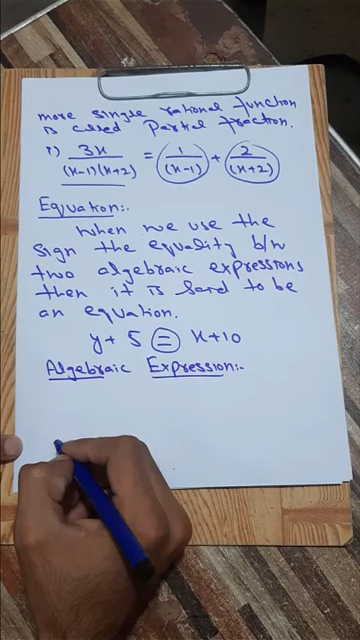 more single rational function
is called Partial fraction.
i) 3x/(x-1)(x+2) = 1/(x-1) + 2/(x+2)
Equation:-
when we use the
sign the equality b/w
two algebraic expressions
then it is said to be
an equation.
y + 5 = x+10
Algebraic Expression:-